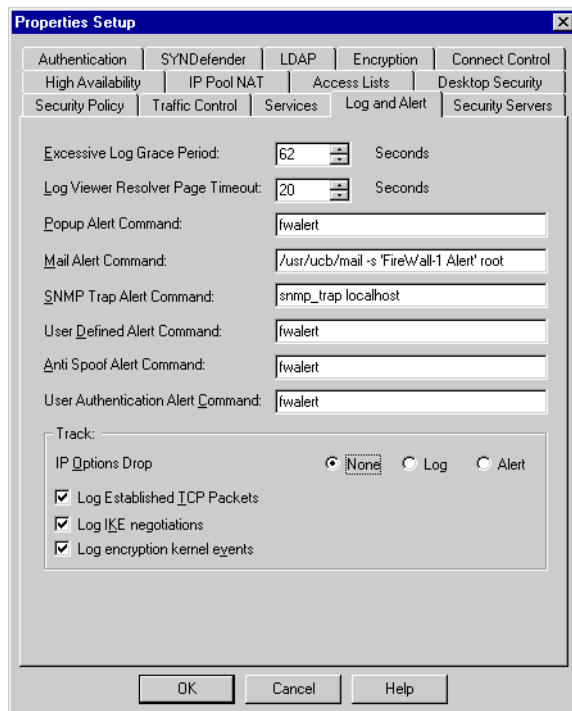 Properties Setup
Authentication SYNDefender LDAP Encryption Connect Control
High Availability IP Pool NAT Access Lists Desktop Security
Security Policy Traffic Control Services Log and Alert Security Servers
Excessive Log Grace Period: 62 Seconds
Log Viewer Resolver Page Timeout: 20 Seconds
Popup Alert Command: fwalert
Mail Alert Command: /usr/ucb/mail -s 'FireWall-1 Alert' root
SNMP Trap Alert Command: snmp_trap localhost
User Defined Alert Command: fwalert
Anti Spoof Alert Command: fwalert
User Authentication Alert Command: fwalert
Track:
IP Options Drop None Log Alert
Log Established TCP Packets
Log IKE negotiations
Log encryption kernel events
OK Cancel Help